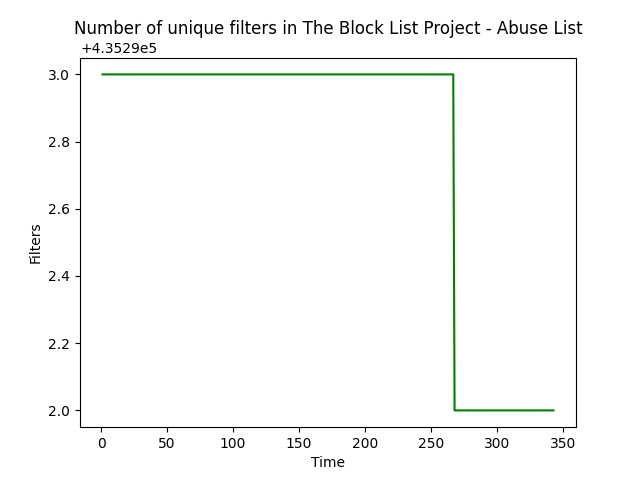 Number of unique filters in The Block List Project - Abuse List
+4.3529e5
3.0
2.8
2.6
2.4
2.2
2.0
Filters
0 50 100 150 200 250 300 350
Time